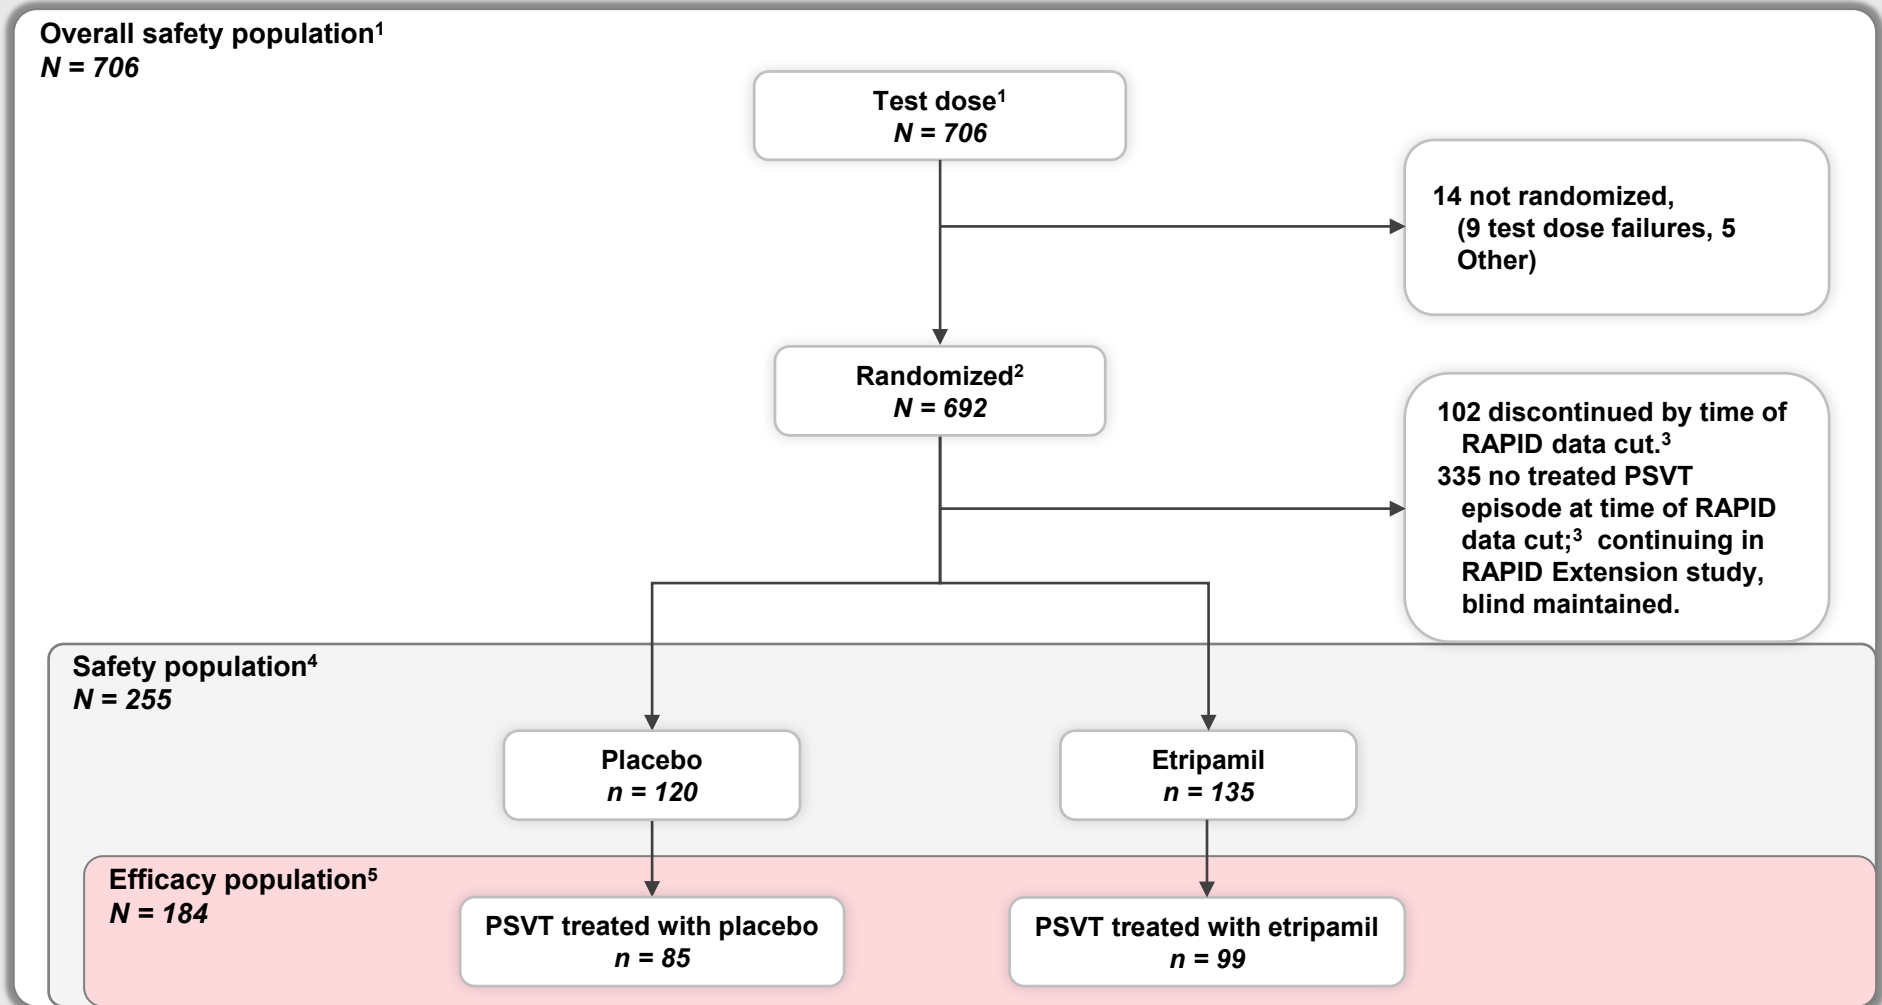 Overall safety population¹
N = 706
Test dose¹
N = 706
14 not randomized,
(9 test dose failures, 5
Other)
Randomized²
N = 692
102 discontinued by time of
RAPID data cut.³
335 no treated PSVT
episode at time of RAPID
data cut;³ continuing in
RAPID Extension study,
blind maintained.
Safety population⁴
N = 255
Placebo
n = 120
Etripamil
n = 135
Efficacy population⁵
N = 184
PSVT treated with placebo
n = 85
PSVT treated with etripamil
n = 99